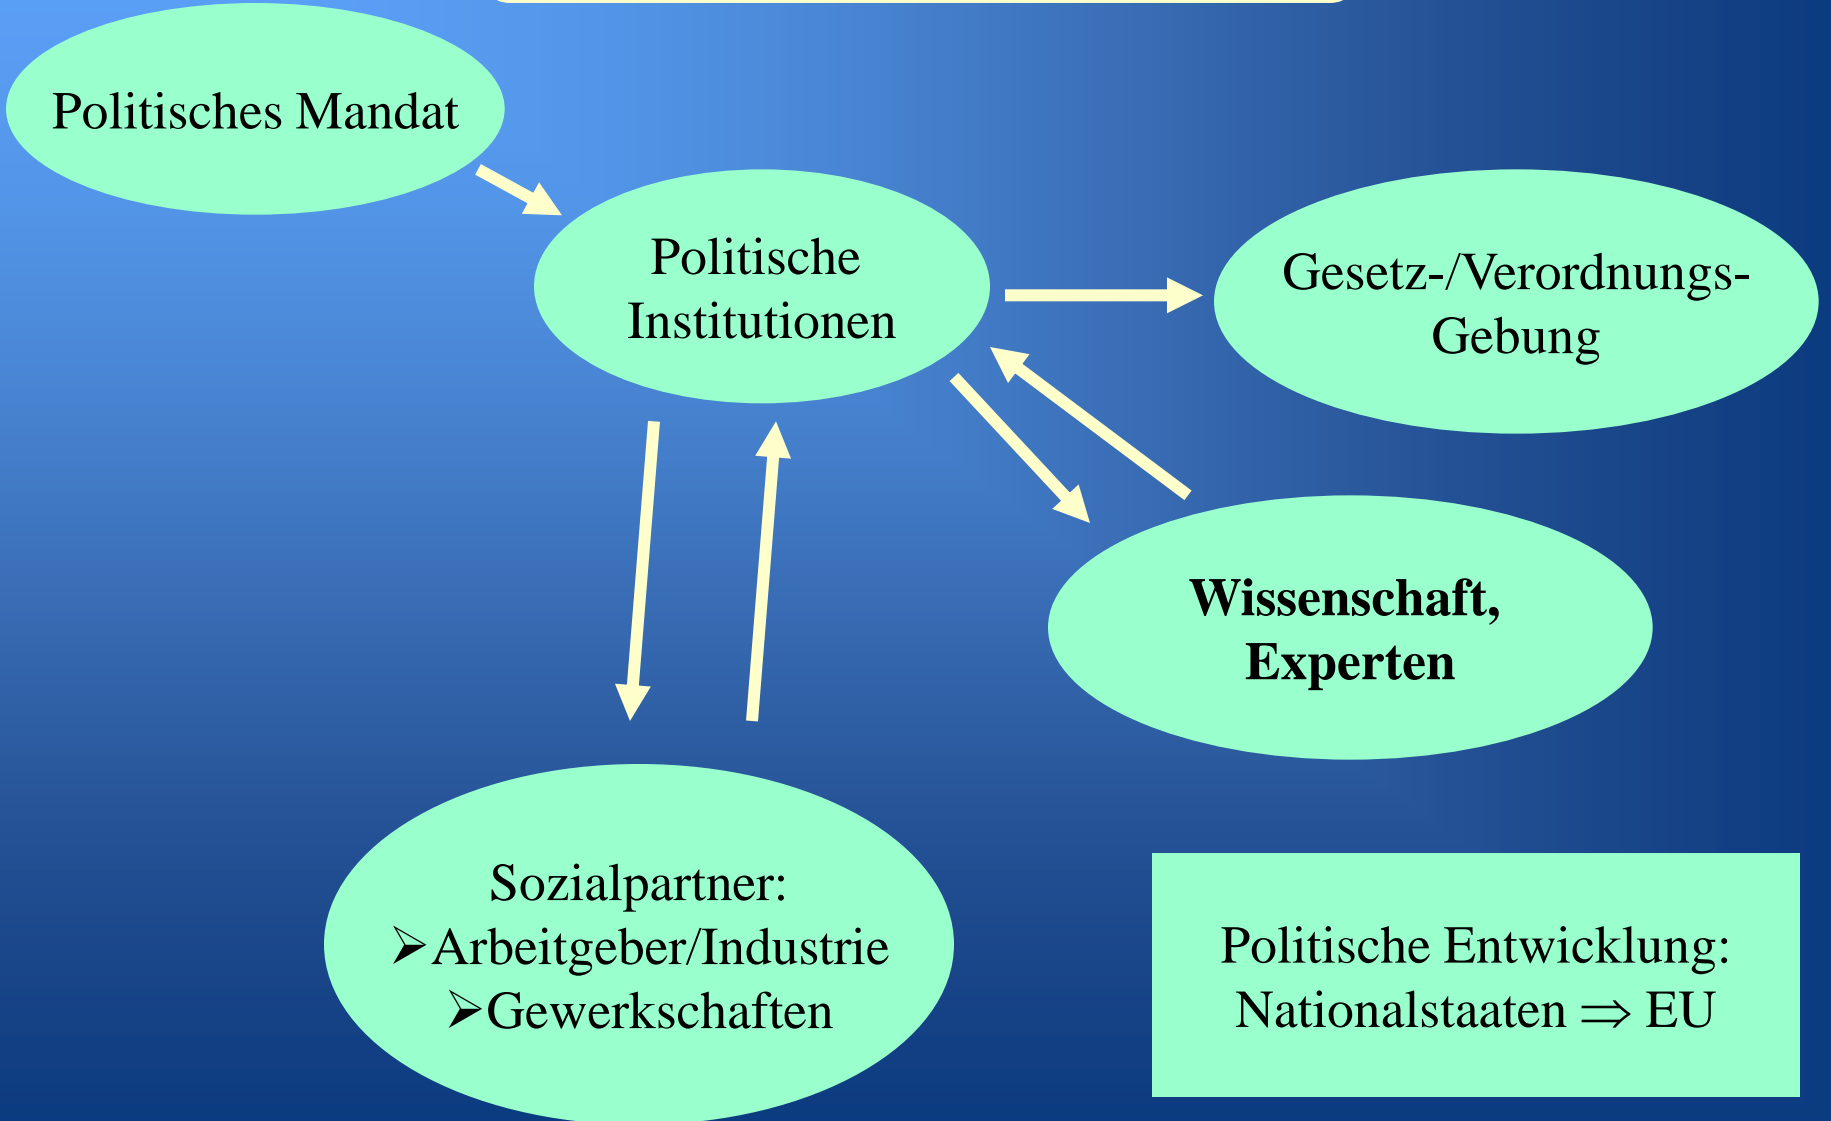 Politisches Mandat
Politische
Institutionen
Gesetz-/Verordnungs-
Gebung
Wissenschaft,
Experten
Sozialpartner:
➢Arbeitgeber/Industrie
➢Gewerkschaften
Politische Entwicklung:
Nationalstaaten ⇒ EU